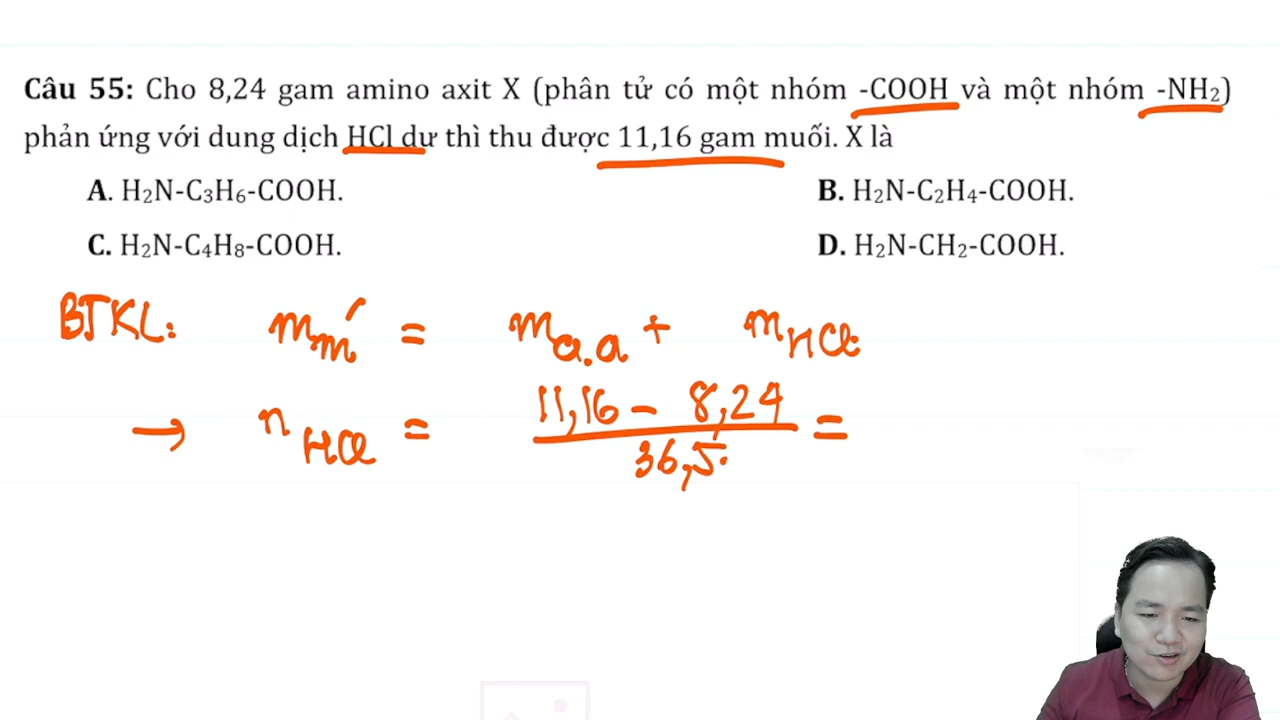 Câu 55: Cho 8,24 gam amino axit X (phân tử có một nhóm -COOH và một nhóm -NH₂)
phản ứng với dung dịch HCl dư thì thu được 11,16 gam muối. X là
A. H₂N-C₃H₆-COOH. B. H₂N-C₂H₄-COOH.
C. H₂N-C₄H₈-COOH. D. H₂N-CH₂-COOH.
BTKL: mm' = ma.a + mHCl
→ nHCl = 11,16 - 8,24 =
36,5